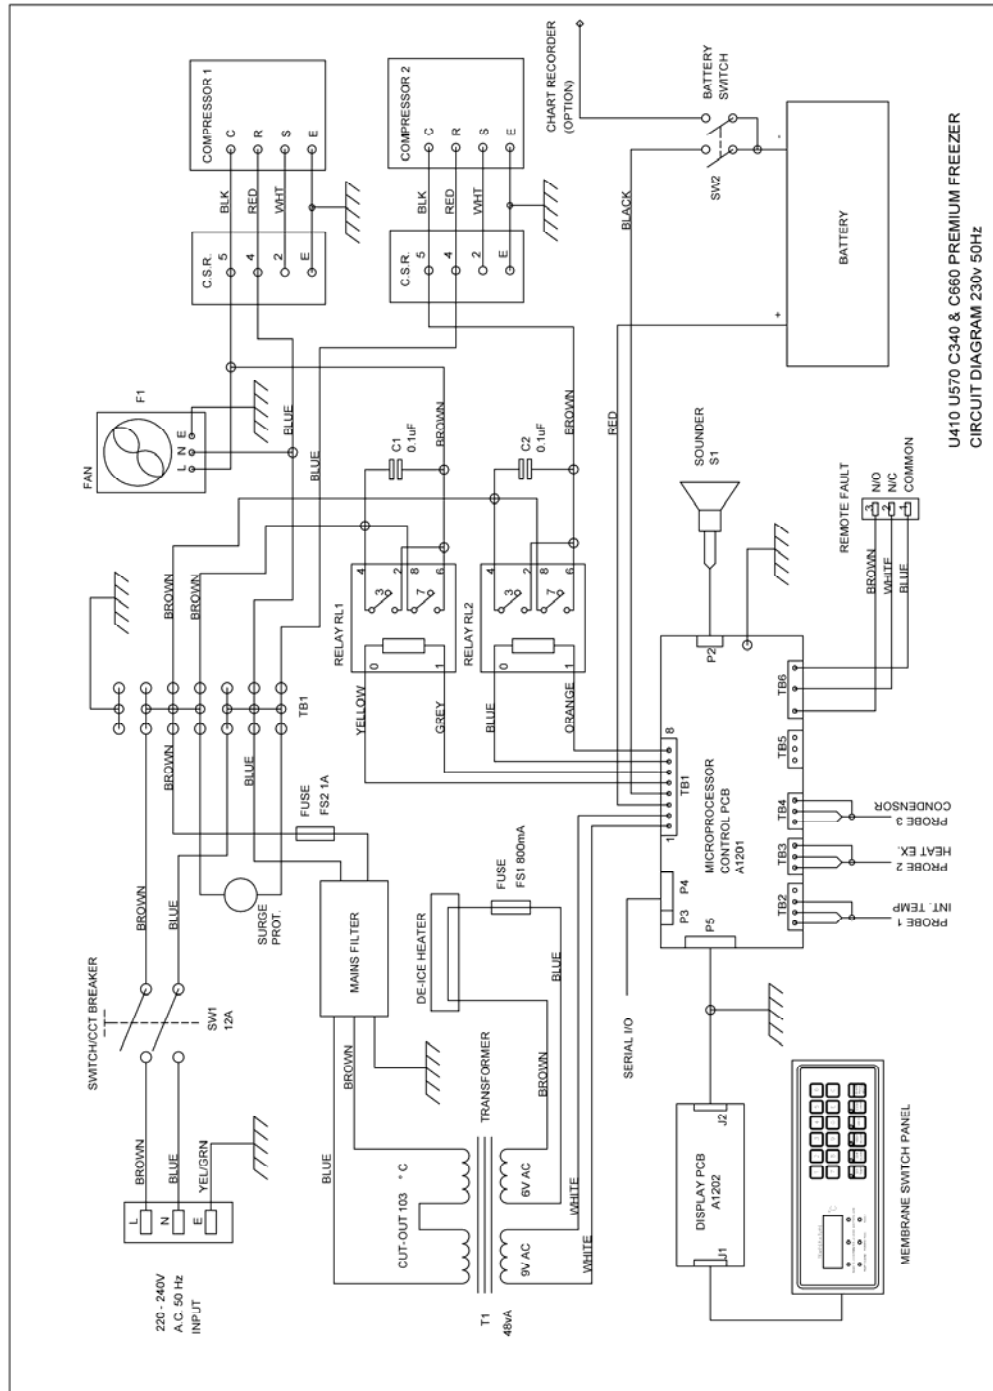 U410 U570 C340 & C660 PREMIUM FREEZER
CIRCUIT DIAGRAM 230v 50Hz
220 - 240V
A.C. 50 Hz
INPUT
L
N
E
BROWN
BLUE
YEL/GRN
SWITCH/CCT BREAKER
SW1
12A
BROWN
BLUE
SURGE
PROT.
TB1
BROWN
BLUE
BROWN
BROWN
BLUE
BLUE
FUSE
FS2 1A
MAINS FILTER
BLUE
BROWN
FAN
F1
L N E
COMPRESSOR 1
C
R
S
E
BLK
RED
WHT
C.S.R.
5
4
2
E
COMPRESSOR 2
C
R
S
E
BLK
RED
WHT
C.S.R.
5
4
2
E
RELAY RL1
0
1
3
7
4
2
8
6
C1
0.1uF
BROWN
YELLOW
GREY
RELAY RL2
0
1
3
7
4
2
8
6
C2
0.1uF
BROWN
BLUE
ORANGE
CUT-OUT 103 °C
TRANSFORMER
T1
48vA
9V AC
6V AC
WHITE
WHITE
BROWN
BLUE
DE-ICE HEATER
FUSE
FS1 800mA
CHART RECORDER
(OPTION)
BATTERY
SWITCH
SW2
BLACK
RED
BATTERY
+
-
SOUNDER
S1
MICROPROCESSOR
CONTROL PCB
A1201
TB1
1
8
P2
P3
P4
P5
TB2
TB3
TB4
TB5
TB6
PROBE 1
INT. TEMP
PROBE 2
HEAT EX.
PROBE 3
CONDENSOR
REMOTE FAULT
3 N/O
2 N/C
1 COMMON
BROWN
WHITE
BLUE
SERIAL I/O
DISPLAY PCB
A1202
J1
J2
MEMBRANE SWITCH PANEL